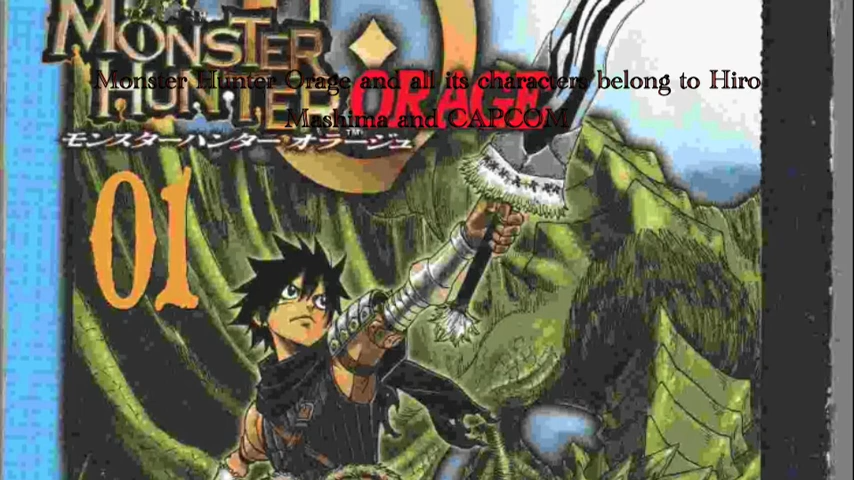 MONSTER
HUNTER ORAGE
Monster Hunter Orage and all its characters belong to Hiro
Mashima and CAPCOM
モンスターハンター オラージュ
01